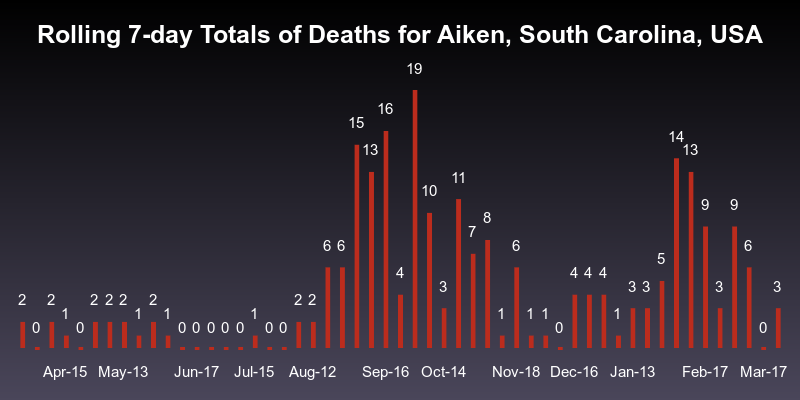 Rolling 7-day Totals of Deaths for Aiken, South Carolina, USA
2 0 2 1 0 2 2 2 1 2 1 0 0 0 0 0 1 0 0 2 2 6 6 15 13 16 4 19 10 3 11 7 8 1 6 1 1 0 4 4 4 1 3 3 5 14 13 9 3 9 6 0 3
Apr-15 May-13 Jun-17 Jul-15 Aug-12 Sep-16 Oct-14 Nov-18 Dec-16 Jan-13 Feb-17 Mar-17